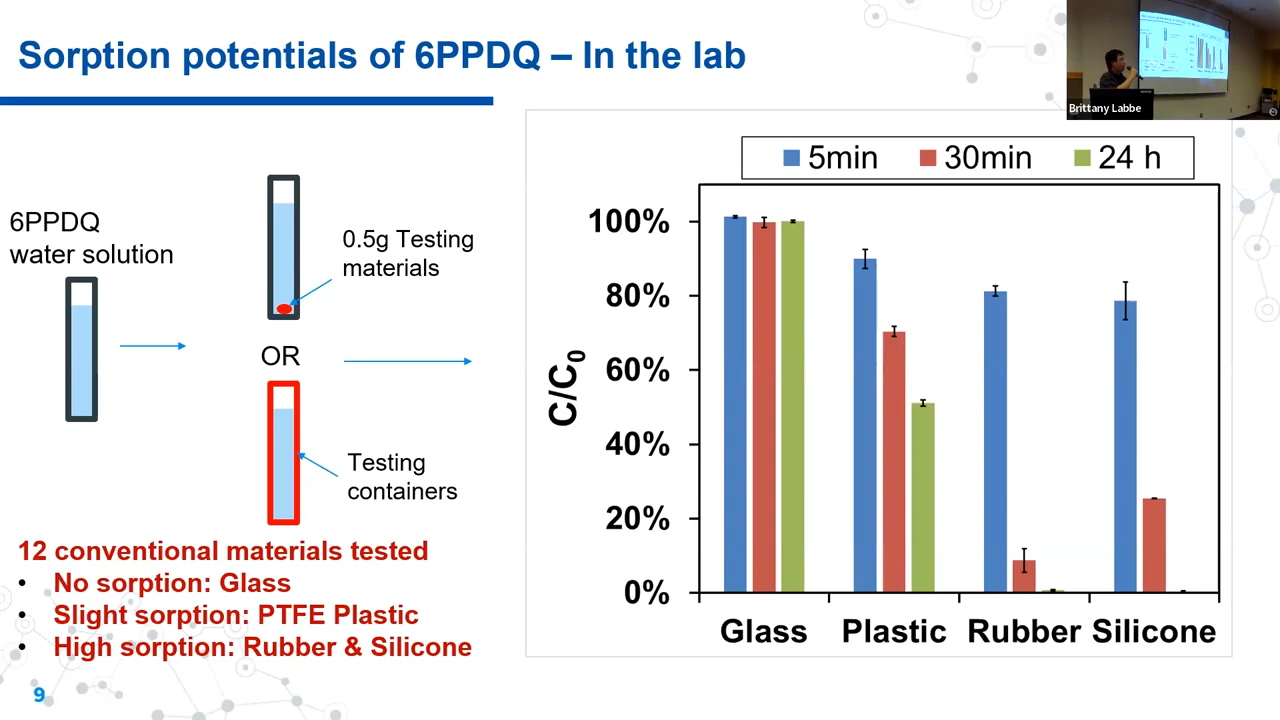 Sorption potentials of 6PPDQ – In the lab
Brittany Labbe
6PPDQ
water solution
0.5g Testing
materials
OR
Testing
containers
12 conventional materials tested
• No sorption: Glass
• Slight sorption: PTFE Plastic
• High sorption: Rubber & Silicone
9
5min 30min 24 h
C/C0
100%
80%
60%
40%
20%
0%
Glass Plastic Rubber Silicone